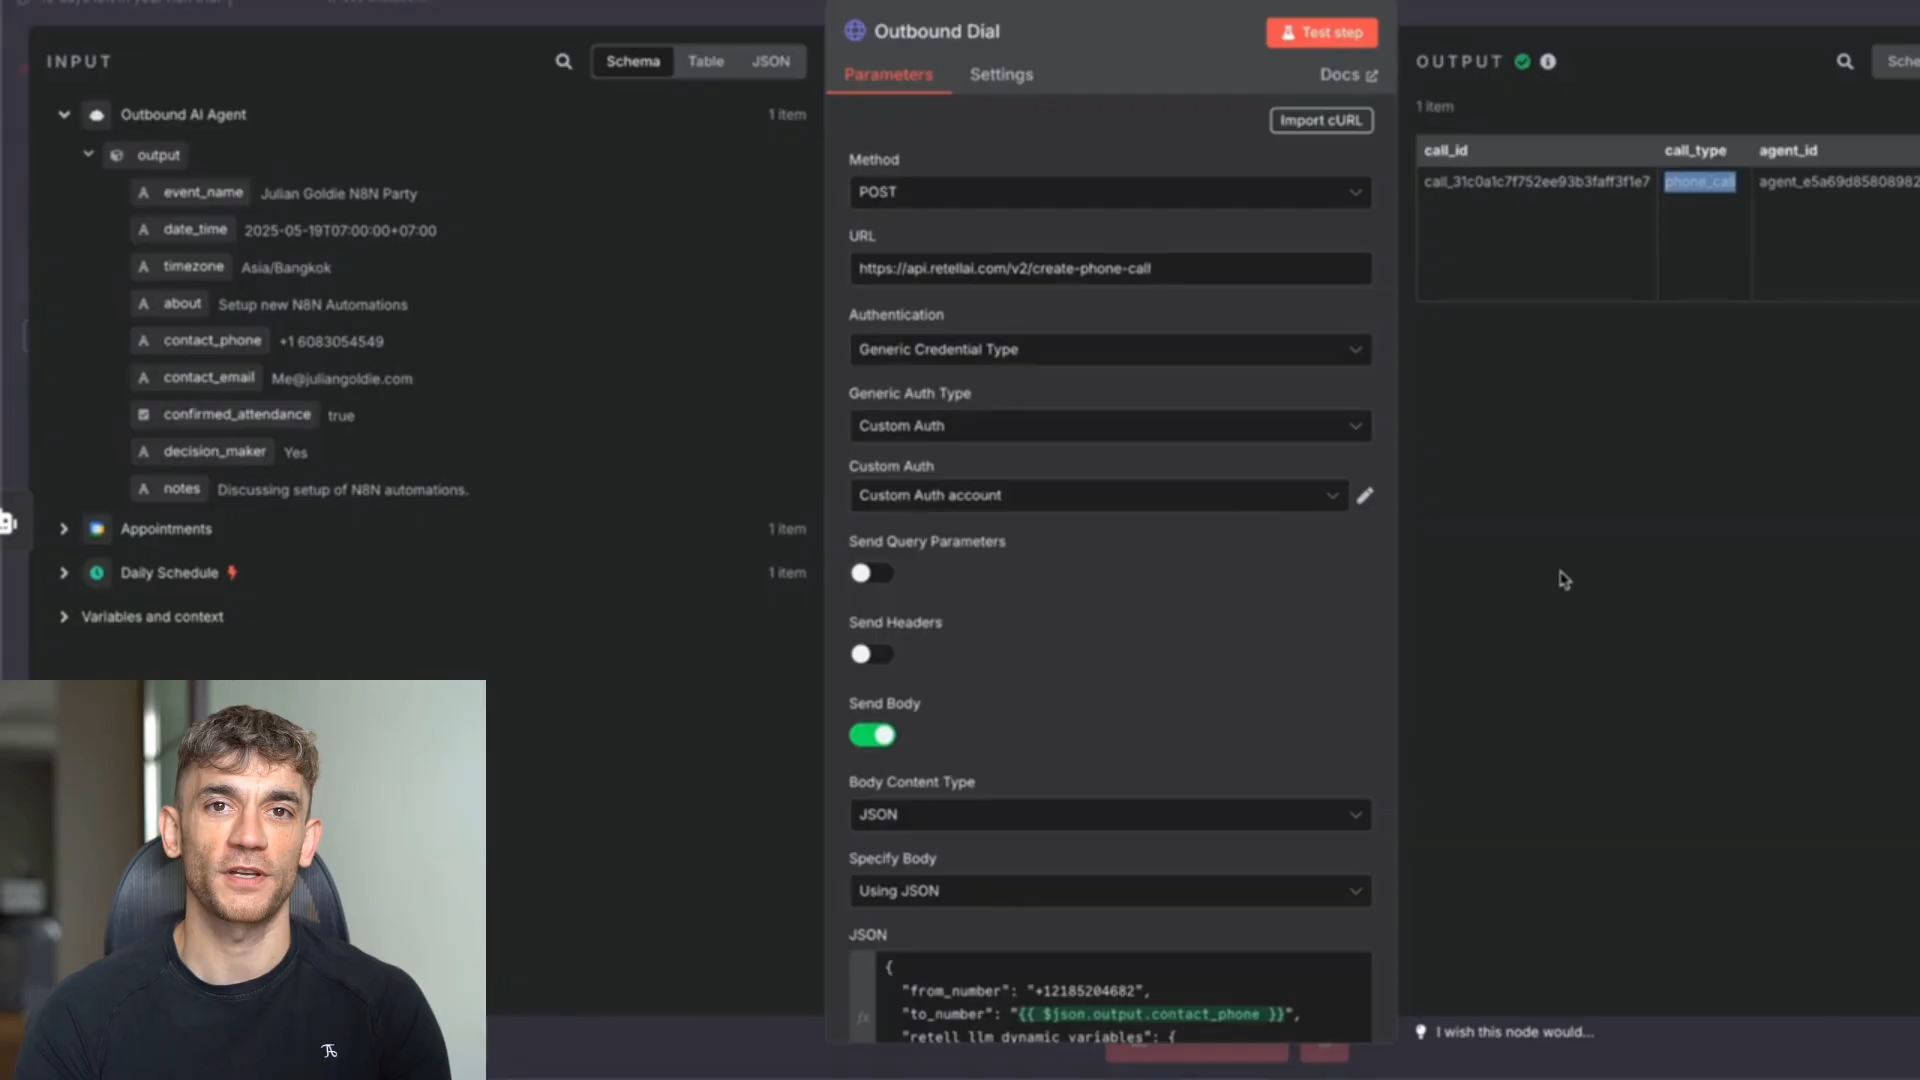 INPUT
Schema
Table
JSON
Outbound AI Agent
1 item
output
A event_name Julian Goldie N8N Party
A date_time 2025-05-19T07:00:00+07:00
A timezone Asia/Bangkok
A about Setup new N8N Automations
A contact_phone +1 6083054549
A contact_email Me@juliangoldie.com
confirmed_attendance true
A decision_maker Yes
A notes Discussing setup of N8N automations.
Appointments
1 item
Daily Schedule
1 item
Variables and context
Outbound Dial
Test step
Parameters
Settings
Docs
Import cURL
Method
POST
URL
https://api.retellai.com/v2/create-phone-call
Authentication
Generic Credential Type
Generic Auth Type
Custom Auth
Custom Auth
Custom Auth account
Send Query Parameters
Send Headers
Send Body
Body Content Type
JSON
Specify Body
Using JSON
JSON
fx
{
"from_number": "+12185204682",
"to_number": "{{ $json.output.contact_phone }}",
"retell_llm_dynamic_variables": {
OUTPUT
Sche
1 item
call_id
call_type
agent_id
call_31c0a1c7f752ee93b3faff3f1e7
phone_call
agent_e5a69d85808982
I wish this node would...